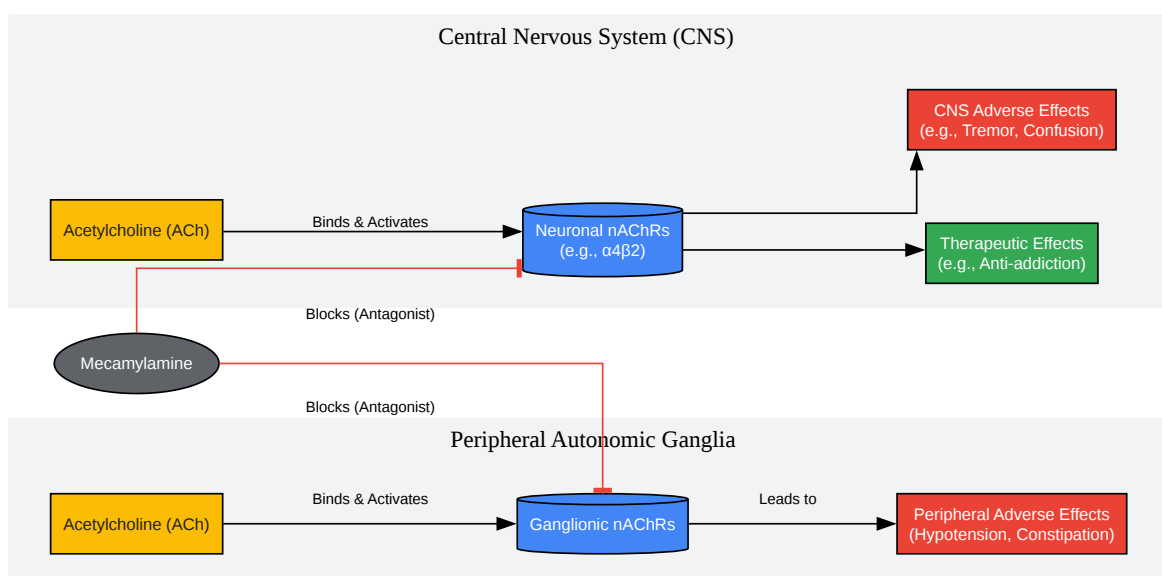 Central Nervous System (CNS)
CNS Adverse Effects
(e.g., Tremor, Confusion)
Acetylcholine (ACh)
Binds & Activates
Neuronal nAChRs
(e.g., α4β2)
Therapeutic Effects
(e.g., Anti-addiction)
Blocks (Antagonist)
Mecamylamine
Blocks (Antagonist)
Peripheral Autonomic Ganglia
Acetylcholine (ACh)
Binds & Activates
Ganglionic nAChRs
Leads to
Peripheral Adverse Effects
(Hypotension, Constipation)